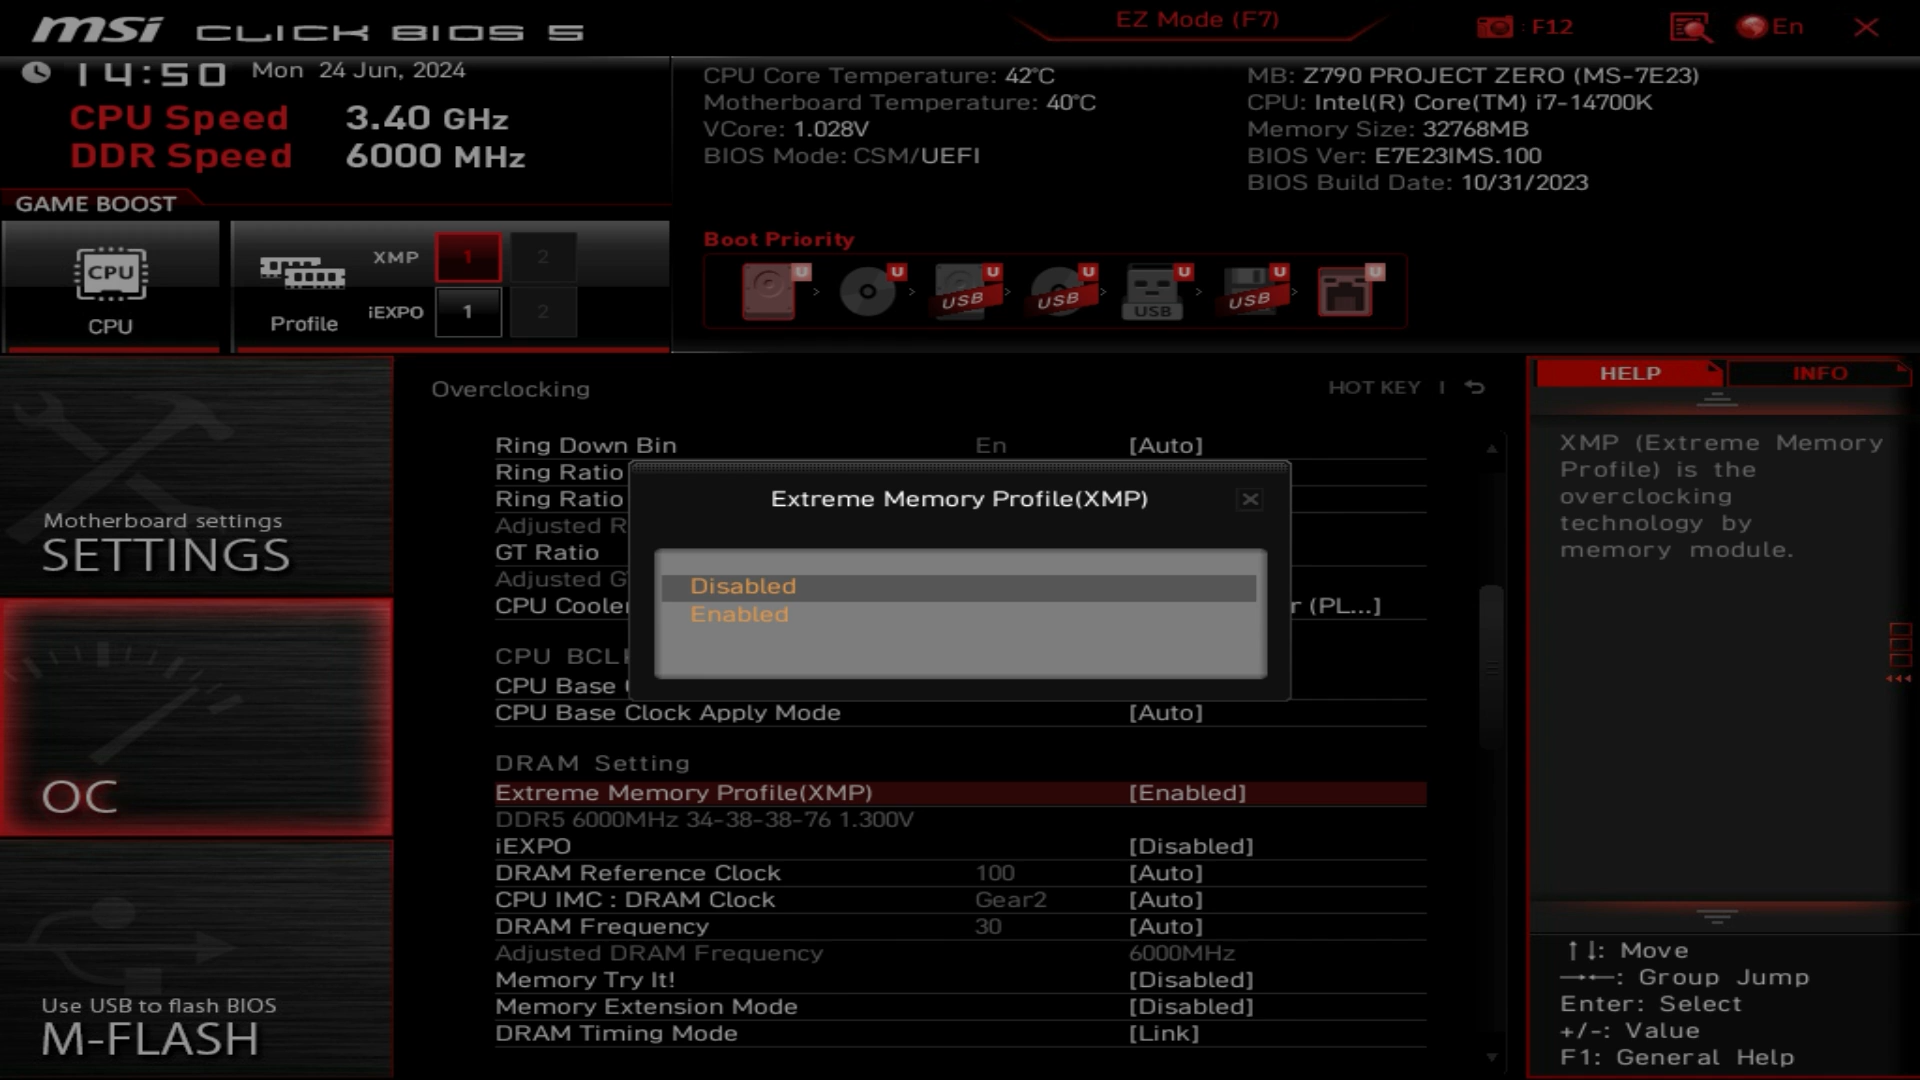 msi CLICK BIOS 5
EZ Mode (F7)
: F12
En
14:50 Mon 24 Jun, 2024
CPU Speed 3.40 GHz
DDR Speed 6000 MHz
CPU Core Temperature: 42°C
Motherboard Temperature: 40°C
VCore: 1.028V
BIOS Mode: CSM/UEFI
MB: Z790 PROJECT ZERO (MS-7E23)
CPU: Intel(R) Core(TM) i7-14700K
Memory Size: 32768MB
BIOS Ver: E7E23IMS.100
BIOS Build Date: 10/31/2023
GAME BOOST
CPU
CPU
Profile
XMP 1 2
iEXPO 1 2
Boot Priority
U U U U U U U
USB USB USB USB
Motherboard settings
SETTINGS
OC
Use USB to flash BIOS
M-FLASH
Overclocking
HOT KEY |
Ring Down Bin En [Auto]
Ring Ratio
Ring Ratio
Adjusted R
GT Ratio
Adjusted G
CPU Cooler r (PL...]
CPU BCL
CPU Base
CPU Base Clock Apply Mode [Auto]
DRAM Setting
Extreme Memory Profile(XMP) [Enabled]
DDR5 6000MHz 34-38-38-76 1.300V
iEXPO [Disabled]
DRAM Reference Clock 100 [Auto]
CPU IMC : DRAM Clock Gear2 [Auto]
DRAM Frequency 30 [Auto]
Adjusted DRAM Frequency 6000MHz
Memory Try It! [Disabled]
Memory Extension Mode [Disabled]
DRAM Timing Mode [Link]
Extreme Memory Profile(XMP)
Disabled
Enabled
HELP
INFO
XMP (Extreme Memory
Profile) is the
overclocking
technology by
memory module.
↑↓: Move
→←: Group Jump
Enter: Select
+/-: Value
F1: General Help